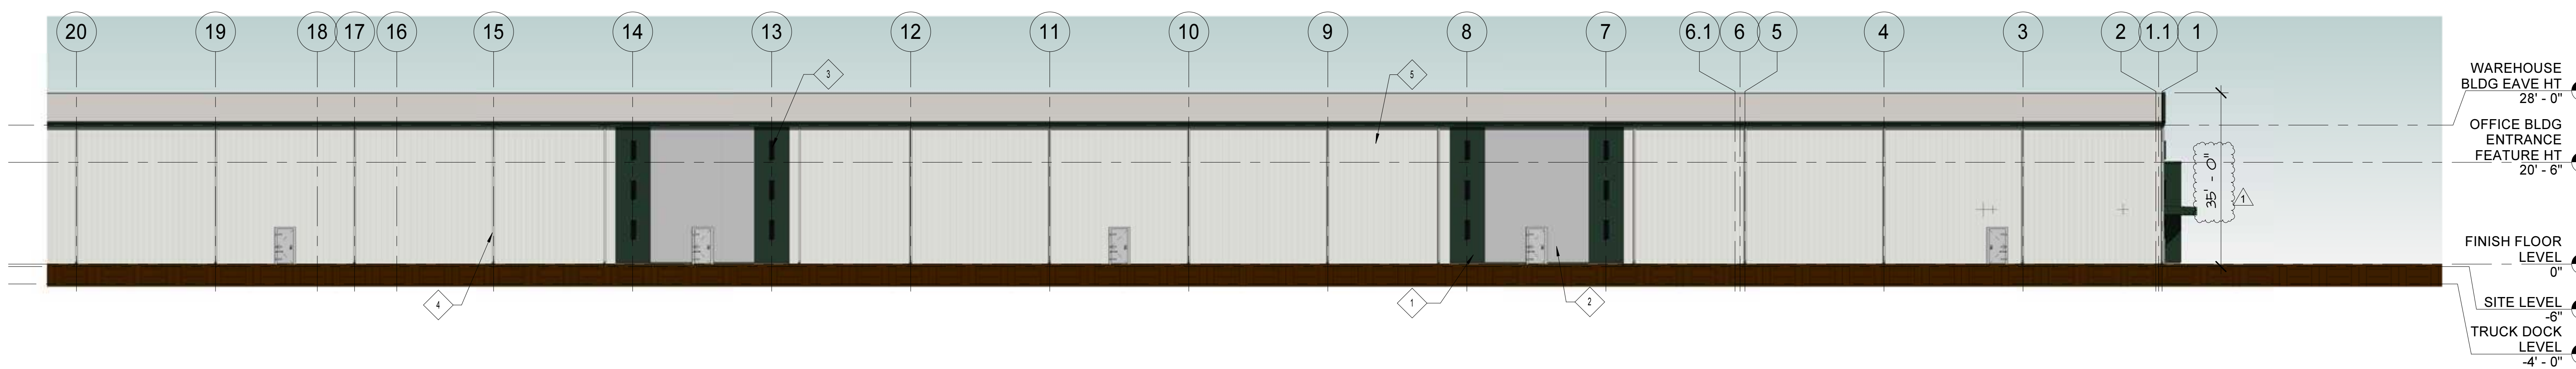 20 19 18 17 16 15 14 13 12 11 10 9 8 7 6.1 6 5 4 3 2 1.1 1
3
5
WAREHOUSE
BLDG EAVE HT
28' - 0"
OFFICE BLDG
ENTRANCE
FEATURE HT
20' - 6"
35' - 0"
1
FINISH FLOOR
LEVEL
0"
4
1
2
SITE LEVEL
-6"
TRUCK DOCK
LEVEL
-4' - 0"